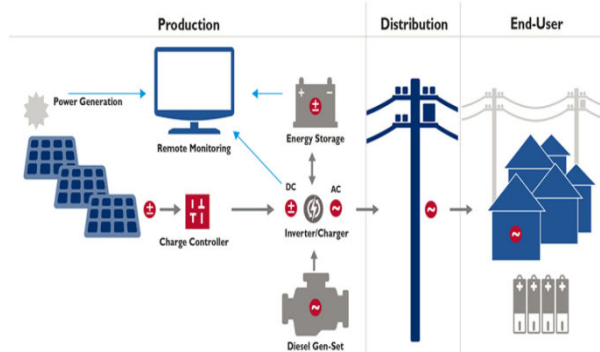 Production
Distribution
End-User
Power Generation
Remote Monitoring
Energy Storage
DC
AC
Charge Controller
Inverter/Charger
Diesel Gen-Set